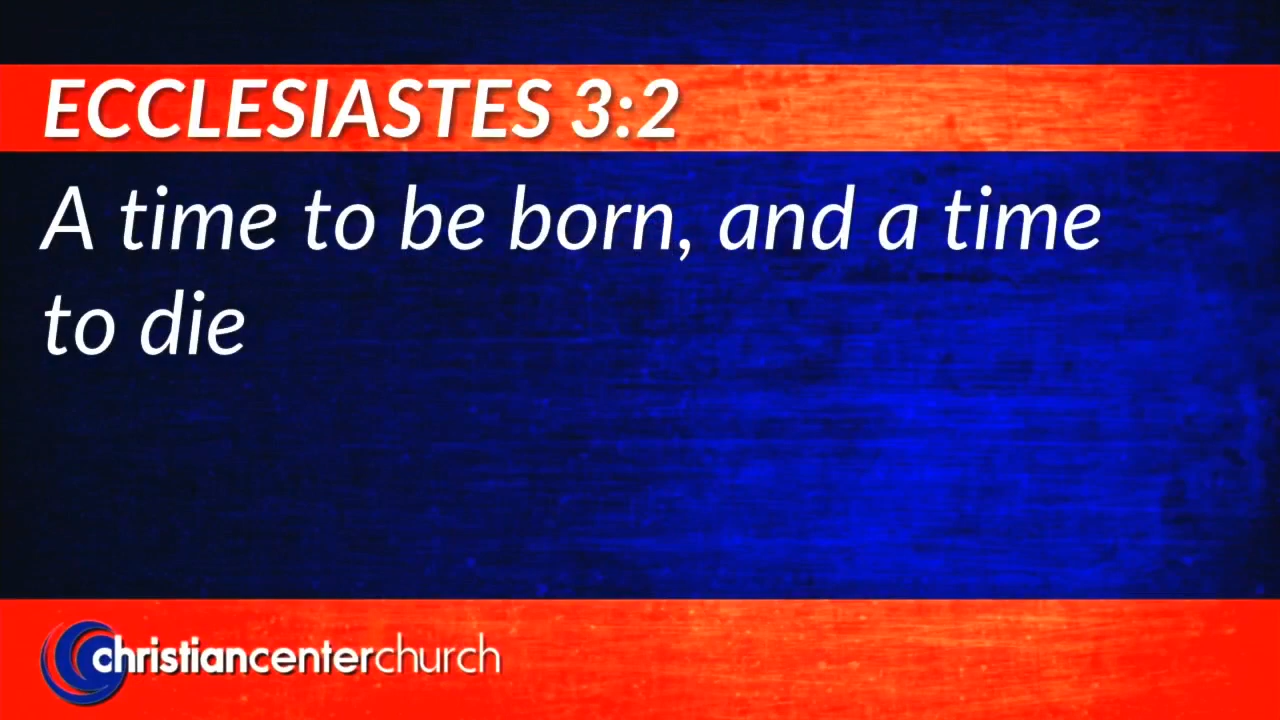 ECCLESIASTES 3:2
A time to be born, and a time
to die
christiancenterchurch